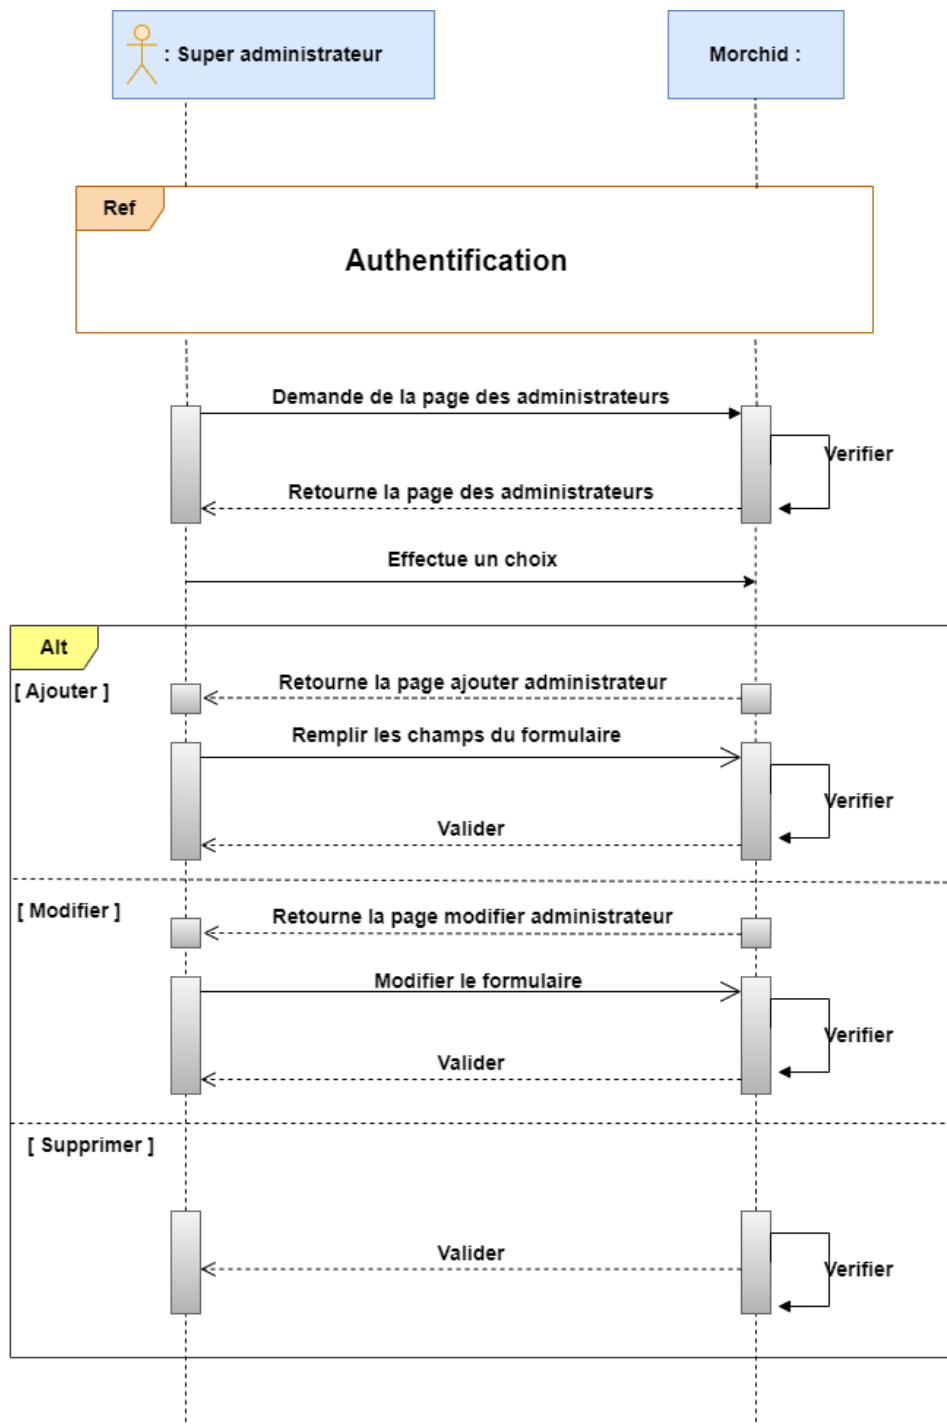 : Super administrateur
Morchid :
Ref
Authentification
Demande de la page des administrateurs
Verifier
Retourne la page des administrateurs
Effectue un choix
Alt
[ Ajouter ]
Retourne la page ajouter administrateur
Remplir les champs du formulaire
Verifier
Valider
[ Modifier ]
Retourne la page modifier administrateur
Modifier le formulaire
Verifier
Valider
[ Supprimer ]
Valider
Verifier